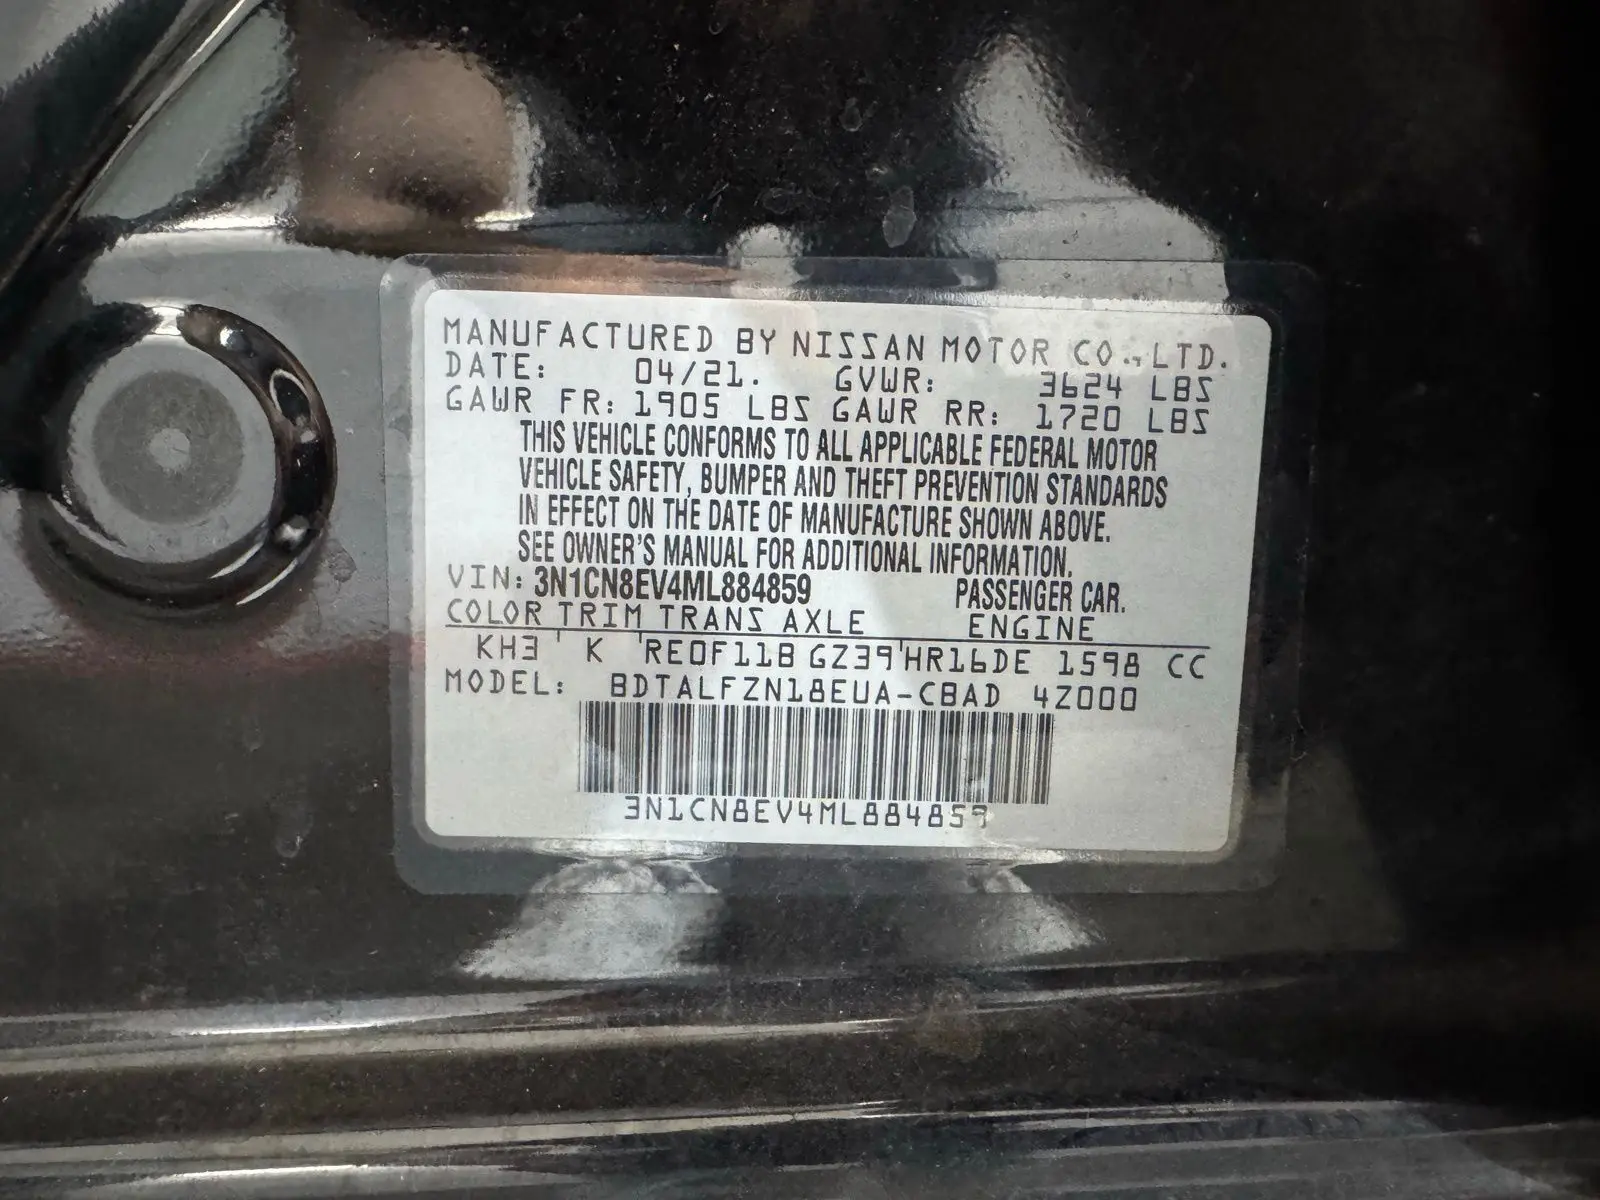 MANUFACTURED BY NISSAN MOTOR CO.,LTD.
DATE: 04/21. GVWR: 3624 LBS
GAWR FR: 1905 LBS GAWR RR: 1720 LBS
THIS VEHICLE CONFORMS TO ALL APPLICABLE FEDERAL MOTOR
VEHICLE SAFETY, BUMPER AND THEFT PREVENTION STANDARDS
IN EFFECT ON THE DATE OF MANUFACTURE SHOWN ABOVE.
SEE OWNER'S MANUAL FOR ADDITIONAL INFORMATION.
VIN: 3N1CN8EV4ML884859 PASSENGER CAR.
COLOR TRIM TRANS AXLE ENGINE
KH3 K RE0F11B GZ39 HR16DE 1598 CC
MODEL: BDTALFZN18EUA-CBAD 4Z000
3N1CN8EV4ML884859